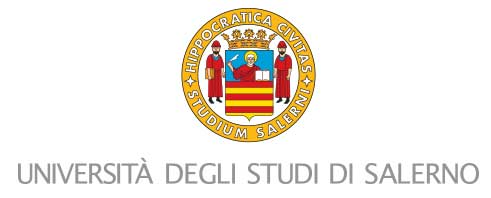 HIPPOCRATICA CIVITAS
STUDIUM SALERNI
UNIVERSITÀ DEGLI STUDI DI SALERNO